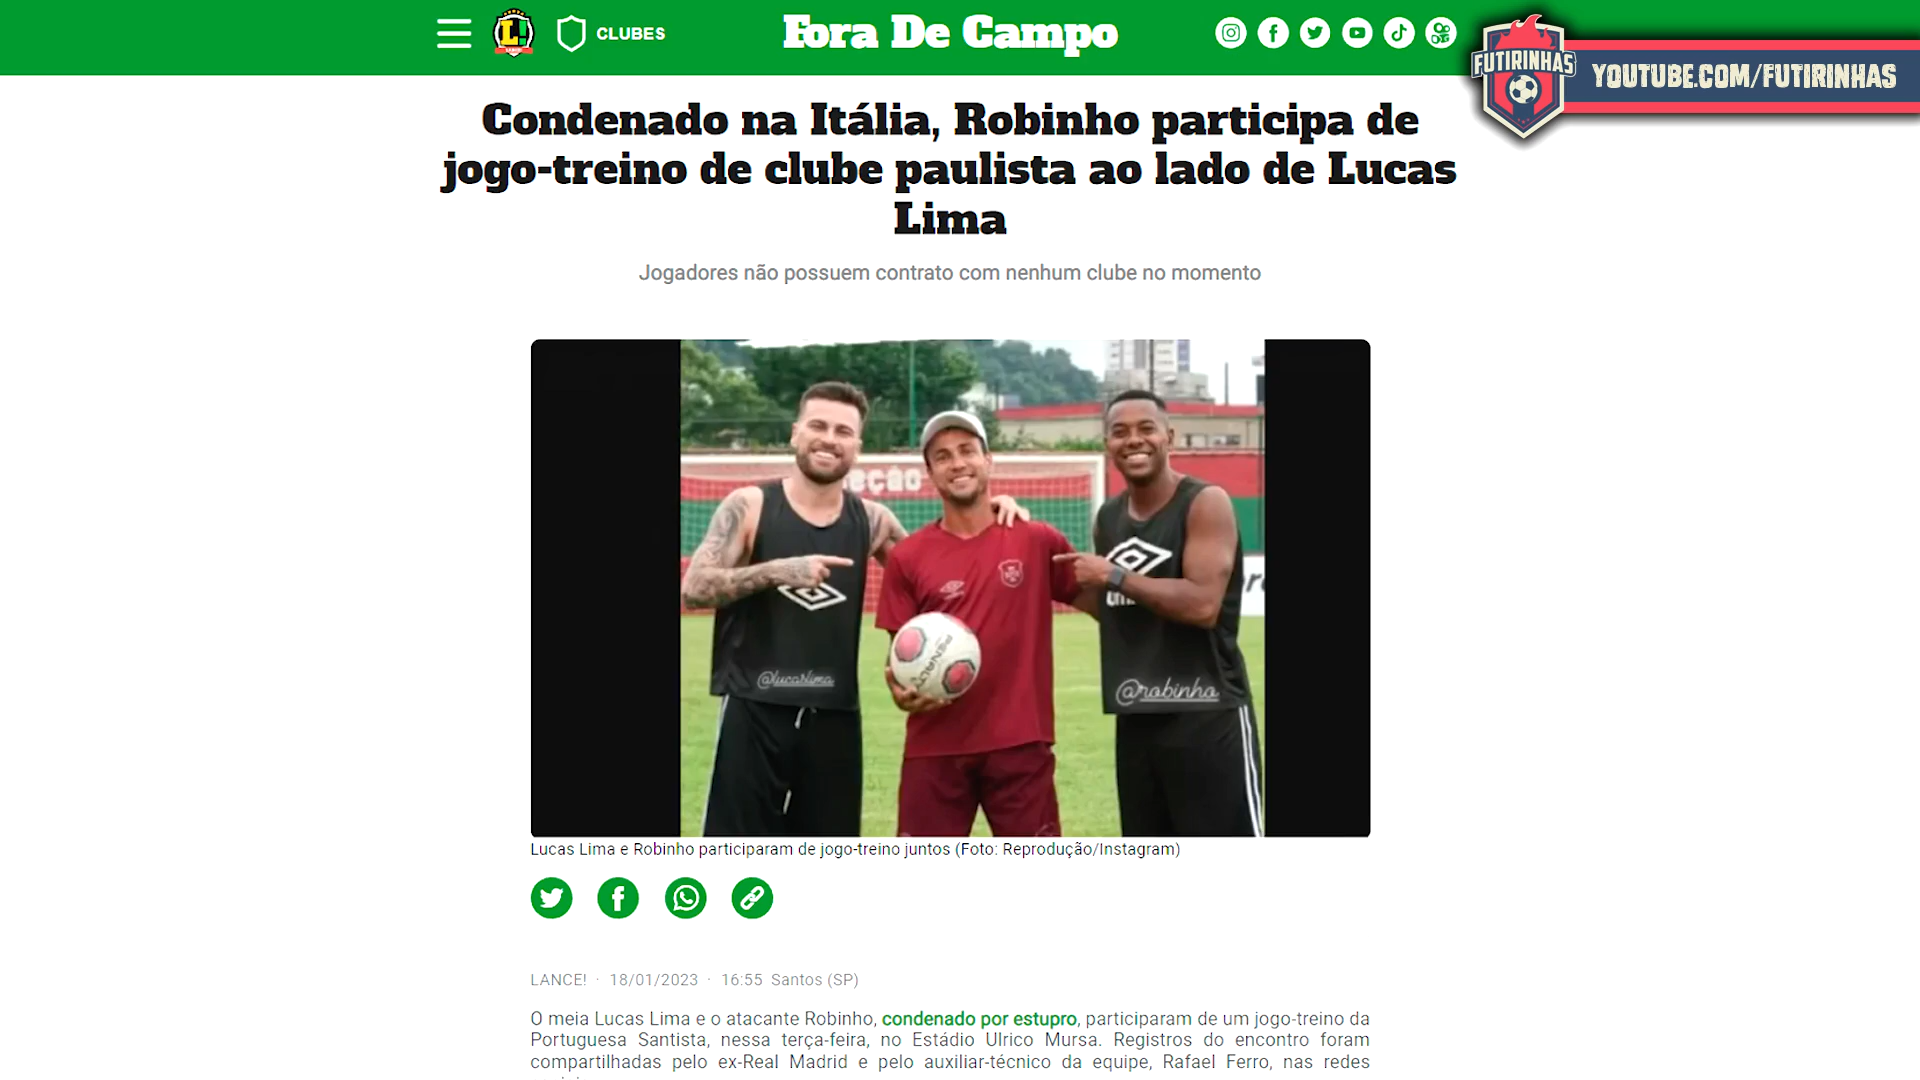 CLUBES
Fora De Campo
FUTIRINHAS
YOUTUBE.COM/FUTIRINHAS
Condenado na Itália, Robinho participa de
jogo-treino de clube paulista ao lado de Lucas
Lima
Jogadores não possuem contrato com nenhum clube no momento
eção
PENALTY
@lucaslima
@robinho
Lucas Lima e Robinho participaram de jogo-treino juntos (Foto: Reprodução/Instagram)
LANCE! · 18/01/2023 · 16:55 Santos (SP)
O meia Lucas Lima e o atacante Robinho, condenado por estupro, participaram de um jogo-treino da
Portuguesa Santista, nessa terça-feira, no Estádio Ulrico Mursa. Registros do encontro foram
compartilhadas pelo ex-Real Madrid e pelo auxiliar-técnico da equipe, Rafael Ferro, nas redes